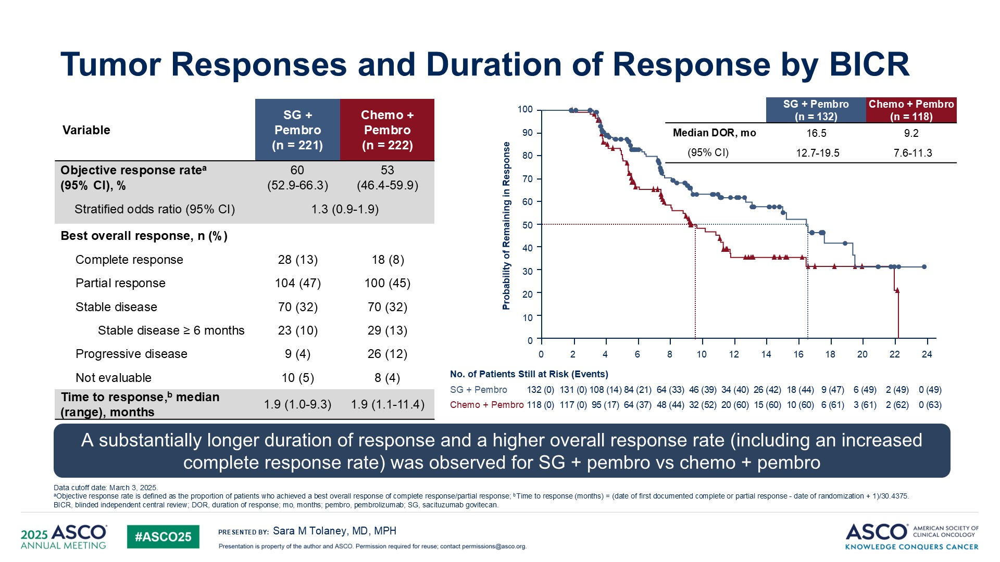 Tumor Responses and Duration of Response by BICR
Variable
SG +
Pembro
(n = 221)
Chemo +
Pembro
(n = 222)
Objective response rateᵃ 60 53
(95% CI), % (52.9-66.3) (46.4-59.9)
Stratified odds ratio (95% CI) 1.3 (0.9-1.9)
Best overall response, n (%)
Complete response 28 (13) 18 (8)
Partial response 104 (47) 100 (45)
Stable disease 70 (32) 70 (32)
Stable disease ≥ 6 months 23 (10) 29 (13)
Progressive disease 9 (4) 26 (12)
Not evaluable 10 (5) 8 (4)
Time to response,ᵇ median
(range), months
1.9 (1.0-9.3) 1.9 (1.1-11.4)
SG + Pembro
(n = 132)
Chemo + Pembro
(n = 118)
Median DOR, mo 16.5 9.2
(95% CI) 12.7-19.5 7.6-11.3
Probability of Remaining in Response
100
90
80
70
60
50
40
30
20
10
0
0 2 4 6 8 10 12 14 16 18 20 22 24
No. of Patients Still at Risk (Events)
SG + Pembro 132 (0) 131 (0) 108 (14) 84 (21) 64 (33) 46 (39) 34 (40) 26 (42) 18 (44) 9 (47) 6 (49) 2 (49) 0 (49)
Chemo + Pembro 118 (0) 117 (0) 95 (17) 64 (37) 48 (44) 32 (52) 20 (60) 15 (60) 10 (60) 6 (61) 3 (61) 2 (62) 0 (63)
A substantially longer duration of response and a higher overall response rate (including an increased
complete response rate) was observed for SG + pembro vs chemo + pembro
Data cutoff date: March 3, 2025.
ᵃObjective response rate is defined as the proportion of patients who achieved a best overall response of complete response/partial response; ᵇTime to response (months) = (date of first documented complete or partial response - date of randomization + 1)/30.4375.
BICR, blinded independent central review; DOR, duration of response; mo, months; pembro, pembrolizumab; SG, sacituzumab govitecan.
2025 ASCO®
ANNUAL MEETING
#ASCO25
PRESENTED BY: Sara M Tolaney, MD, MPH
Presentation is property of the author and ASCO. Permission required for reuse; contact permissions@asco.org.
ASCO® AMERICAN SOCIETY OF
CLINICAL ONCOLOGY
KNOWLEDGE CONQUERS CANCER